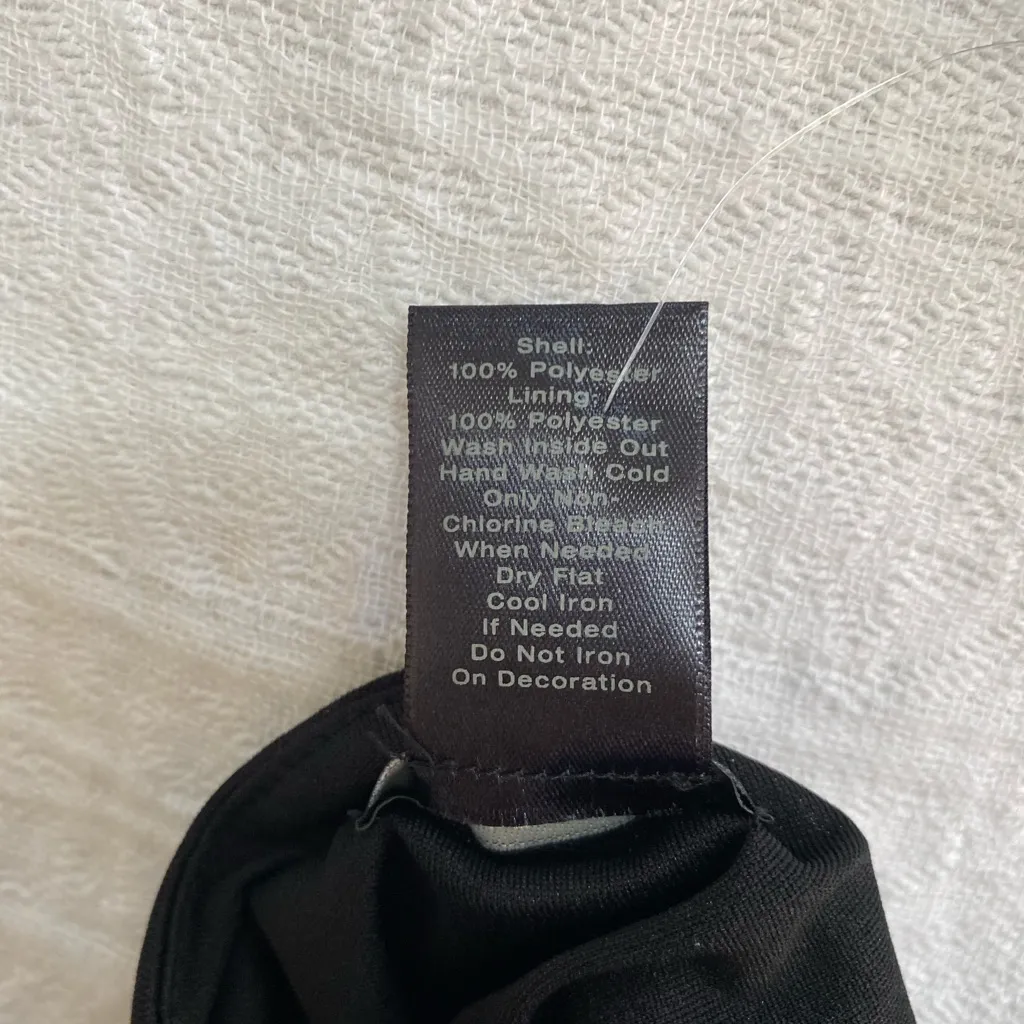 Shell:
100% Polyester
Lining:
100% Polyester
Wash Inside Out
Hand Wash Cold
Only Non-
Chlorine Bleach
When Needed
Dry Flat
Cool Iron
If Needed
Do Not Iron
On Decoration